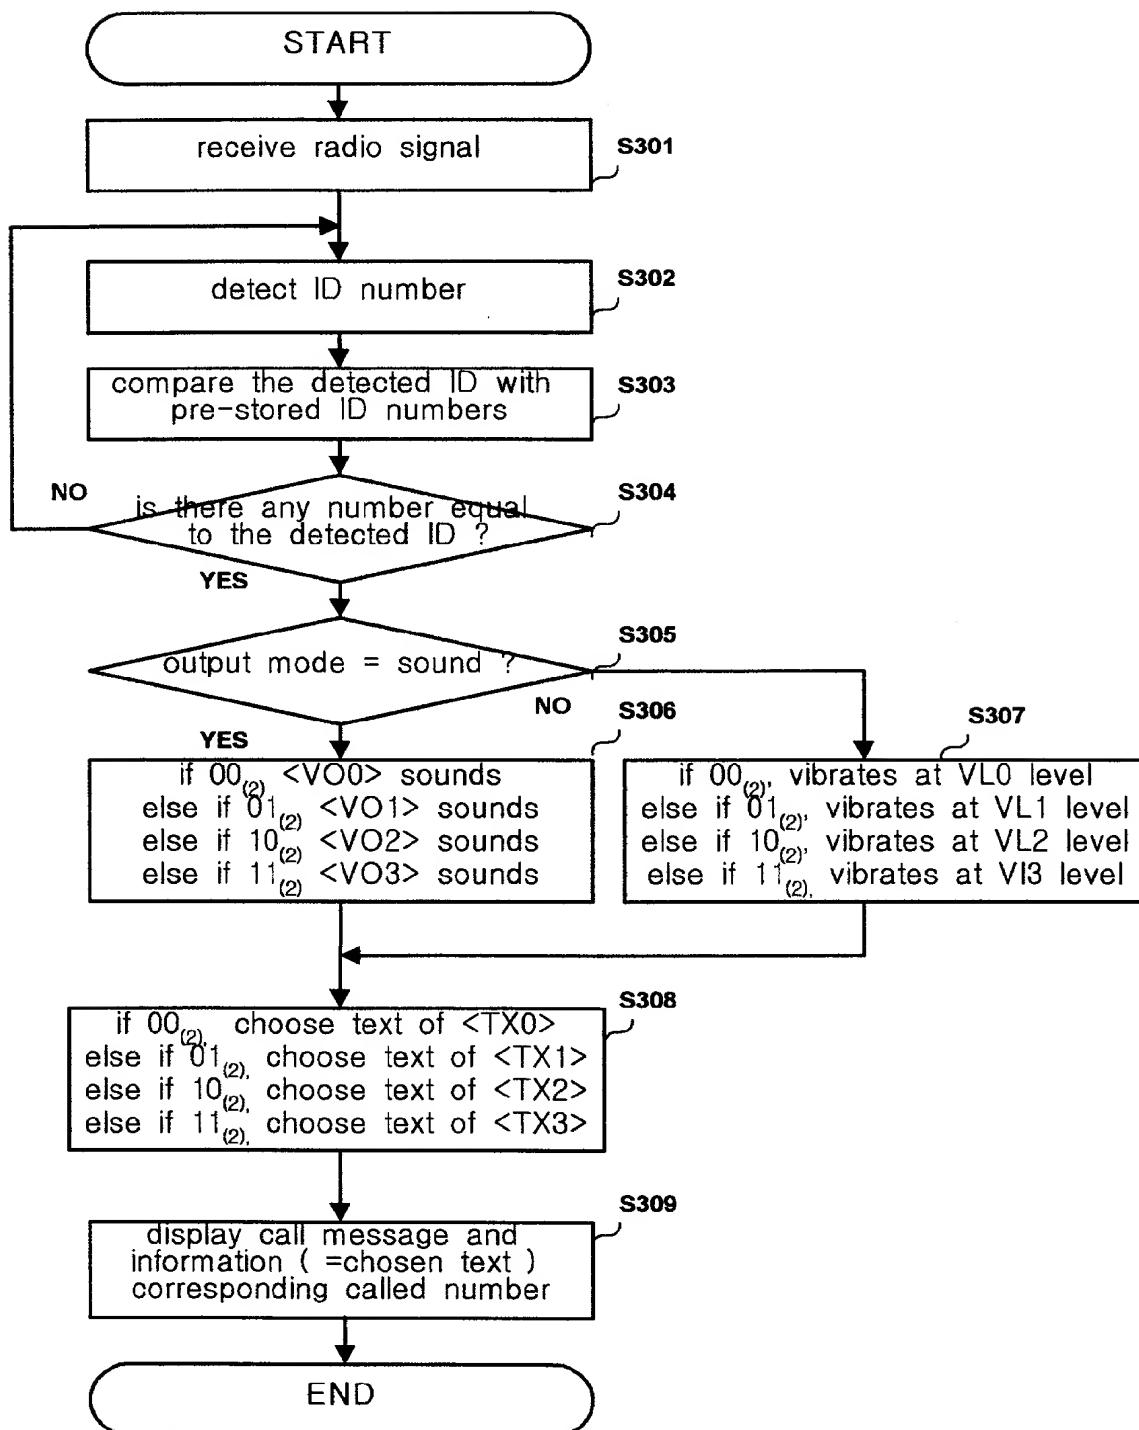 START
receive radio signal
S301
detect ID number
S302
compare the detected ID with
pre-stored ID numbers
S303
is there any number equal
to the detected ID ?
S304
NO
YES
output mode = sound ?
S305
NO
YES
S306
if 00(2) <VO0> sounds
else if 01(2) <VO1> sounds
else if 10(2) <VO2> sounds
else if 11(2) <VO3> sounds
S307
if 00(2), vibrates at VL0 level
else if 01(2), vibrates at VL1 level
else if 10(2), vibrates at VL2 level
else if 11(2), vibrates at VI3 level
S308
if 00(2), choose text of <TX0>
else if 01(2), choose text of <TX1>
else if 10(2), choose text of <TX2>
else if 11(2), choose text of <TX3>
S309
display call message and
information ( =chosen text )
corresponding called number
END